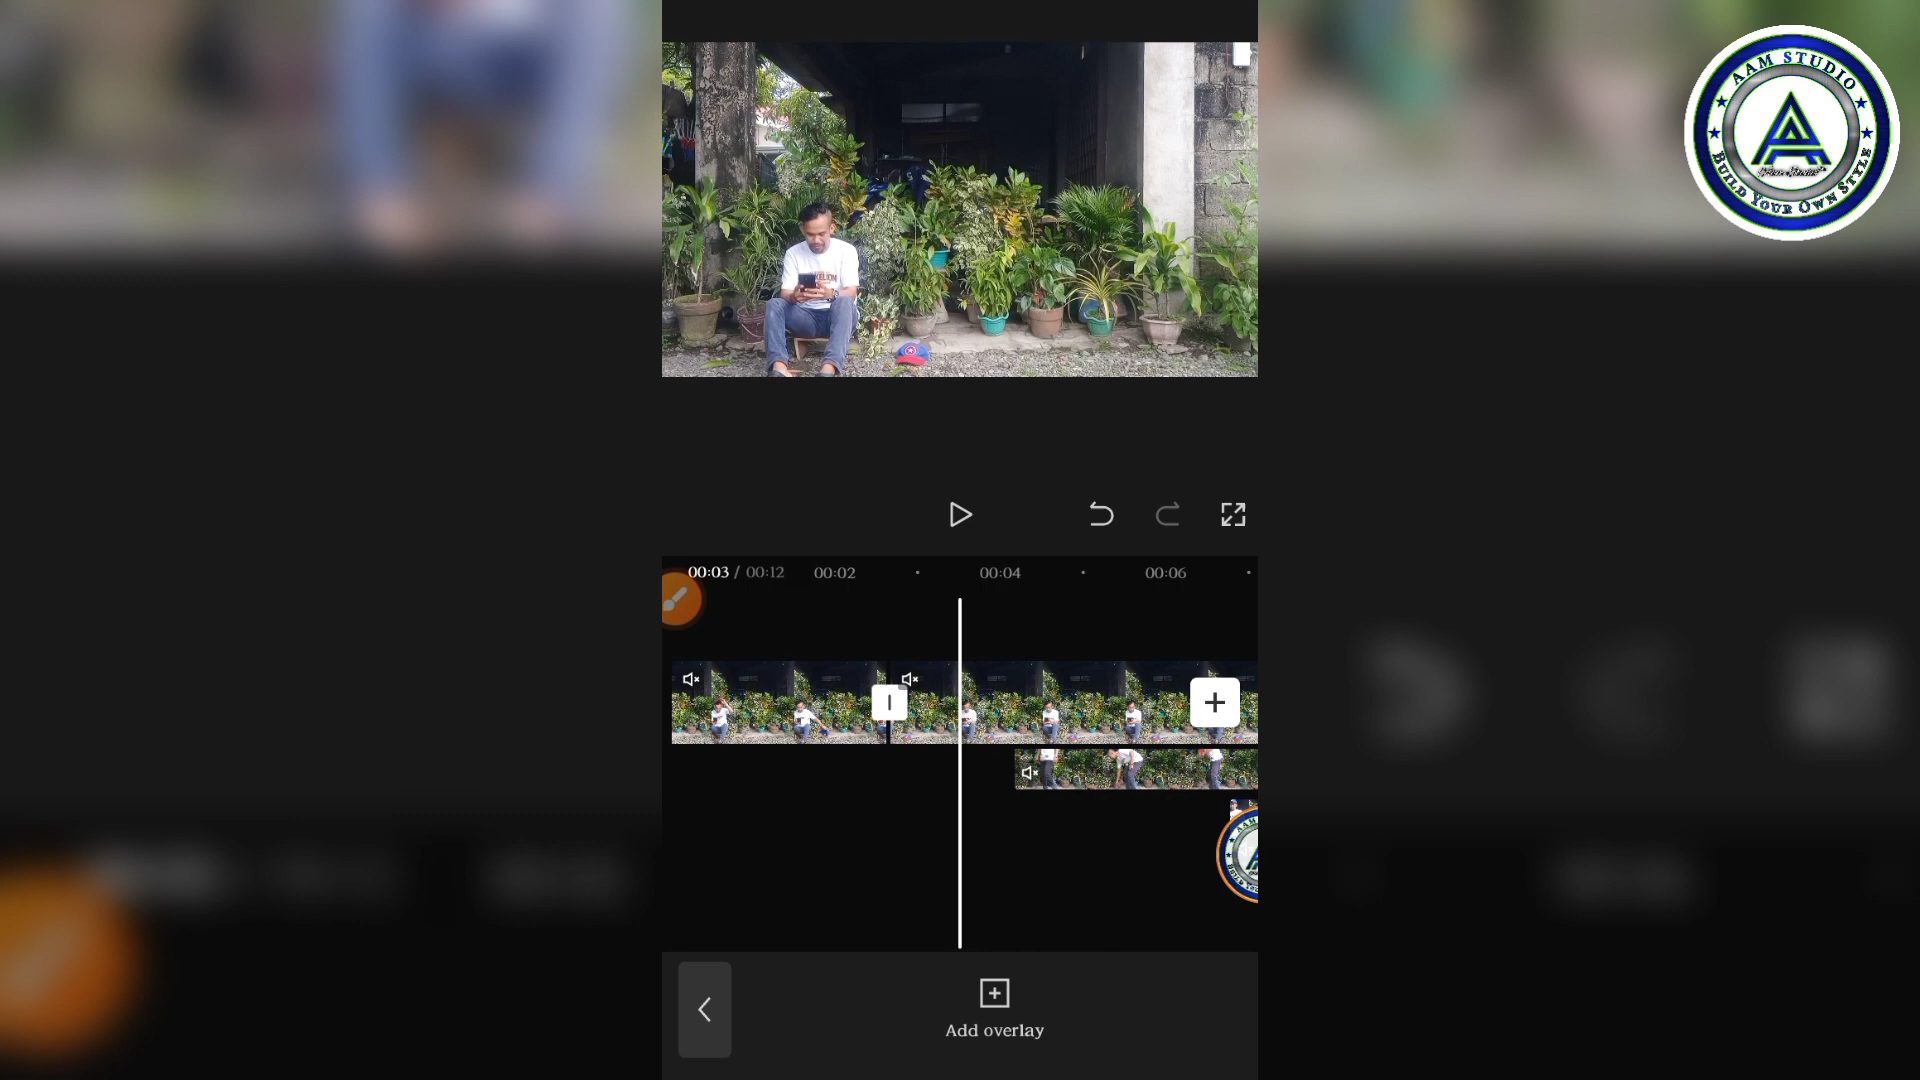 AAM STUDIO
BUILD YOUR OWN STYLE
00:03 / 00:12
00:02
00:04
00:06
Add overlay